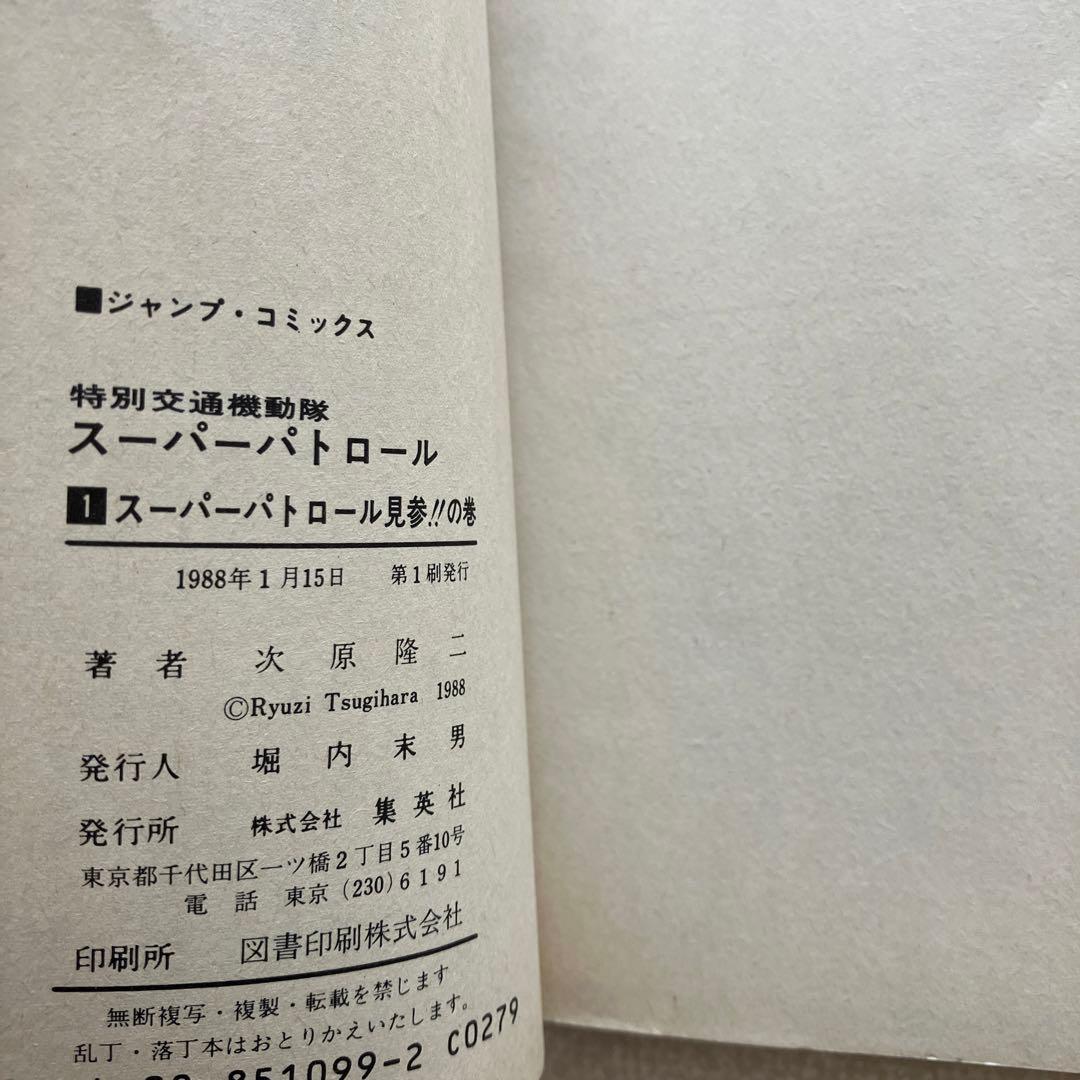 ■ジャンプ・コミックス
特別交通機動隊
スーパーパトロール
1 スーパーパトロール見参!!の巻
1988年1月15日 第1刷発行
著者 次原隆二
©Ryuzi Tsugihara 1988
発行人 堀内末男
発行所 株式会社 集英社
東京都千代田区一ツ橋2丁目5番10号
電話 東京(230)6191
印刷所 図書印刷株式会社
無断複写・複製・転載を禁じます
乱丁・落丁本はおとりかえいたします。
851099-2 C0279